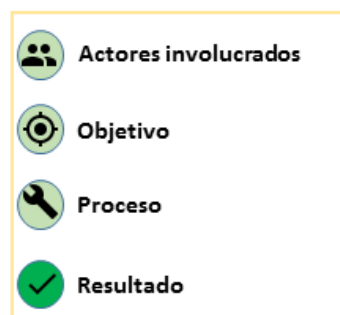 Actores involucrados
Objetivo
Proceso
Resultado